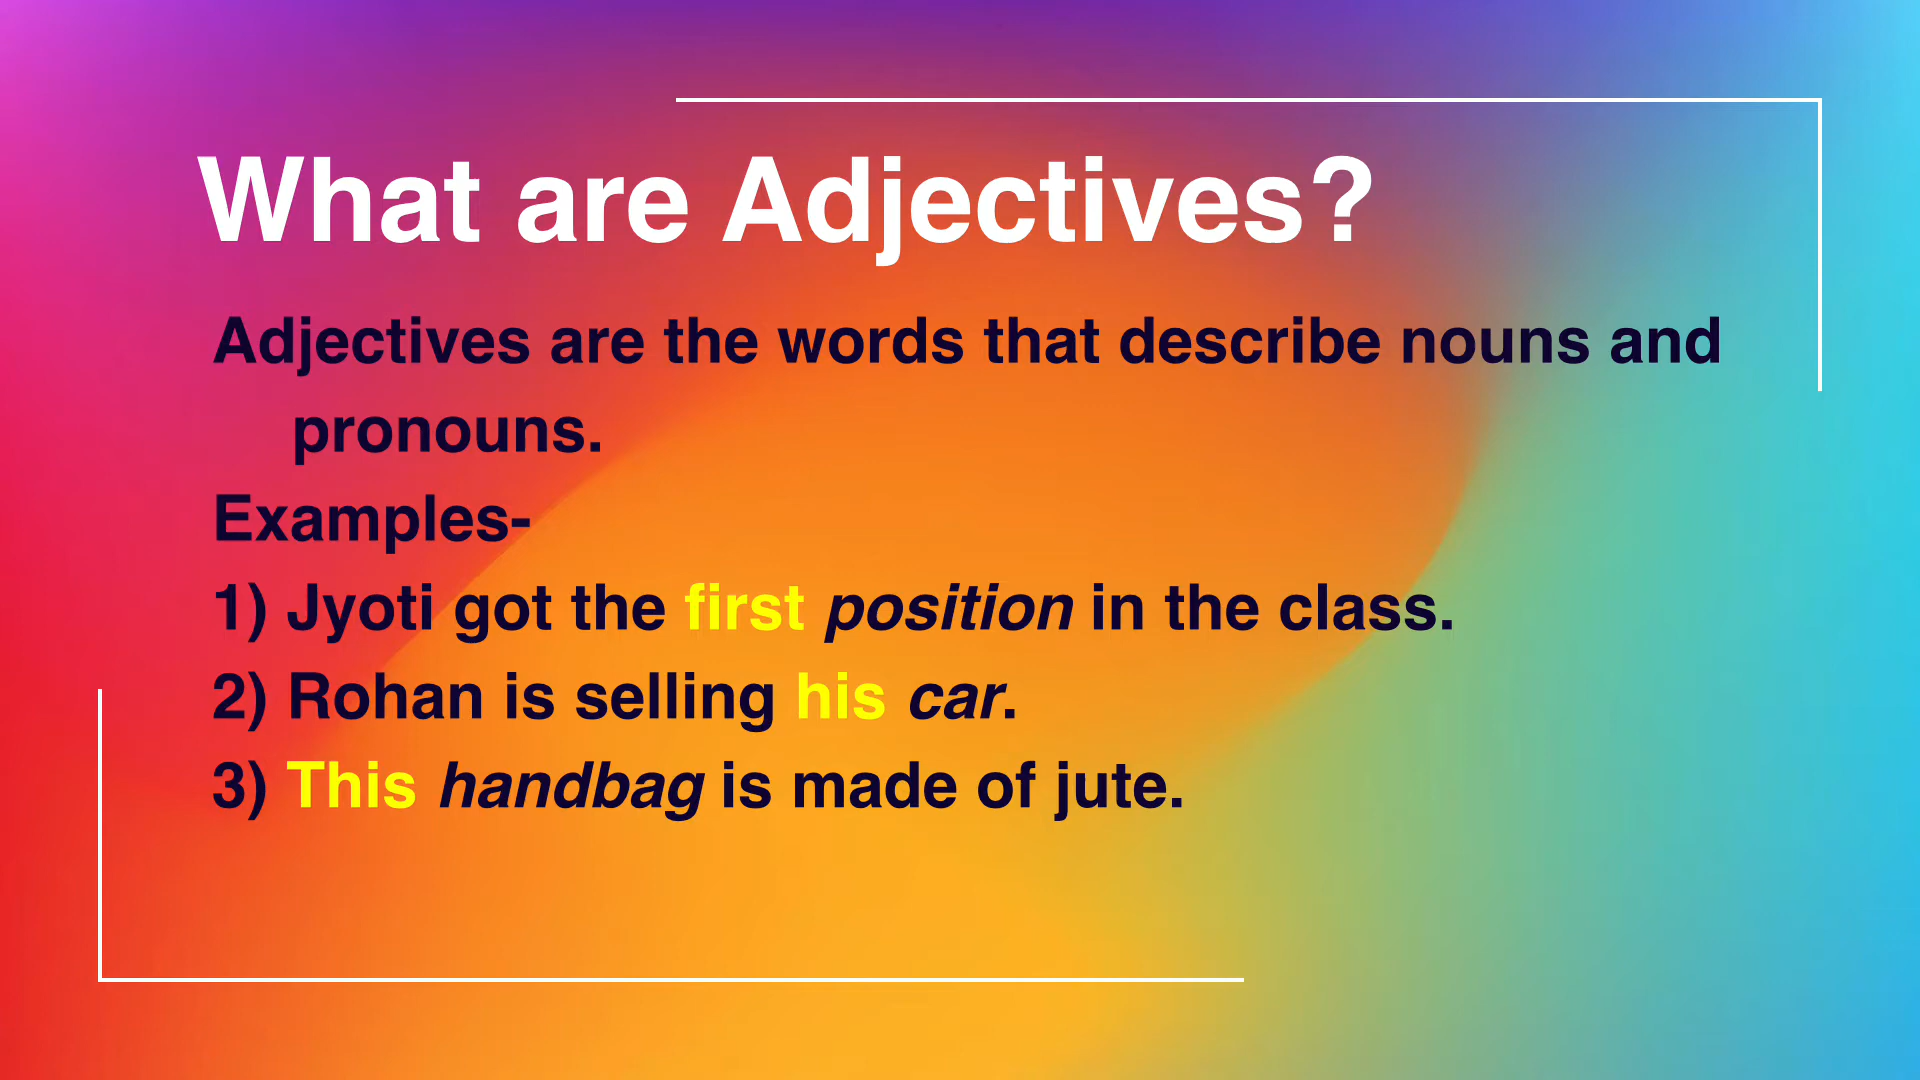 What are Adjectives?
Adjectives are the words that describe nouns and
pronouns.
Examples-
1) Jyoti got the first position in the class.
2) Rohan is selling his car.
3) This handbag is made of jute.